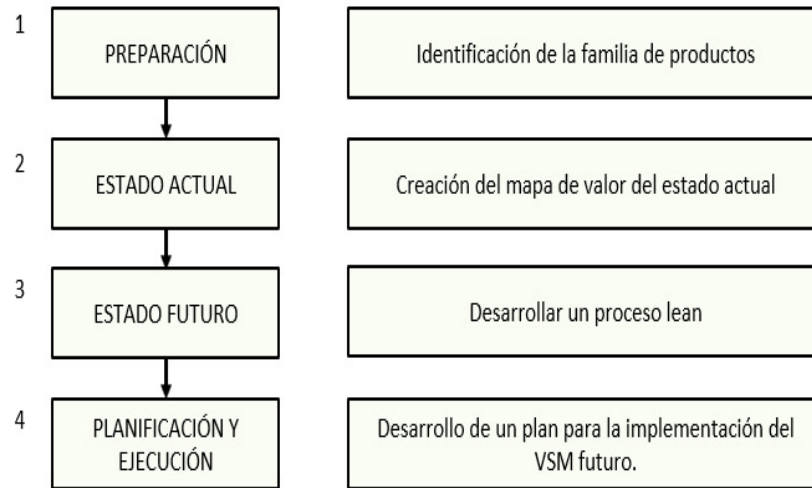 1
PREPARACIÓN
Identificación de la familia de productos
2
ESTADO ACTUAL
Creación del mapa de valor del estado actual
3
ESTADO FUTURO
Desarrollar un proceso lean
4
PLANIFICACIÓN Y
EJECUCIÓN
Desarrollo de un plan para la implementación del
VSM futuro.